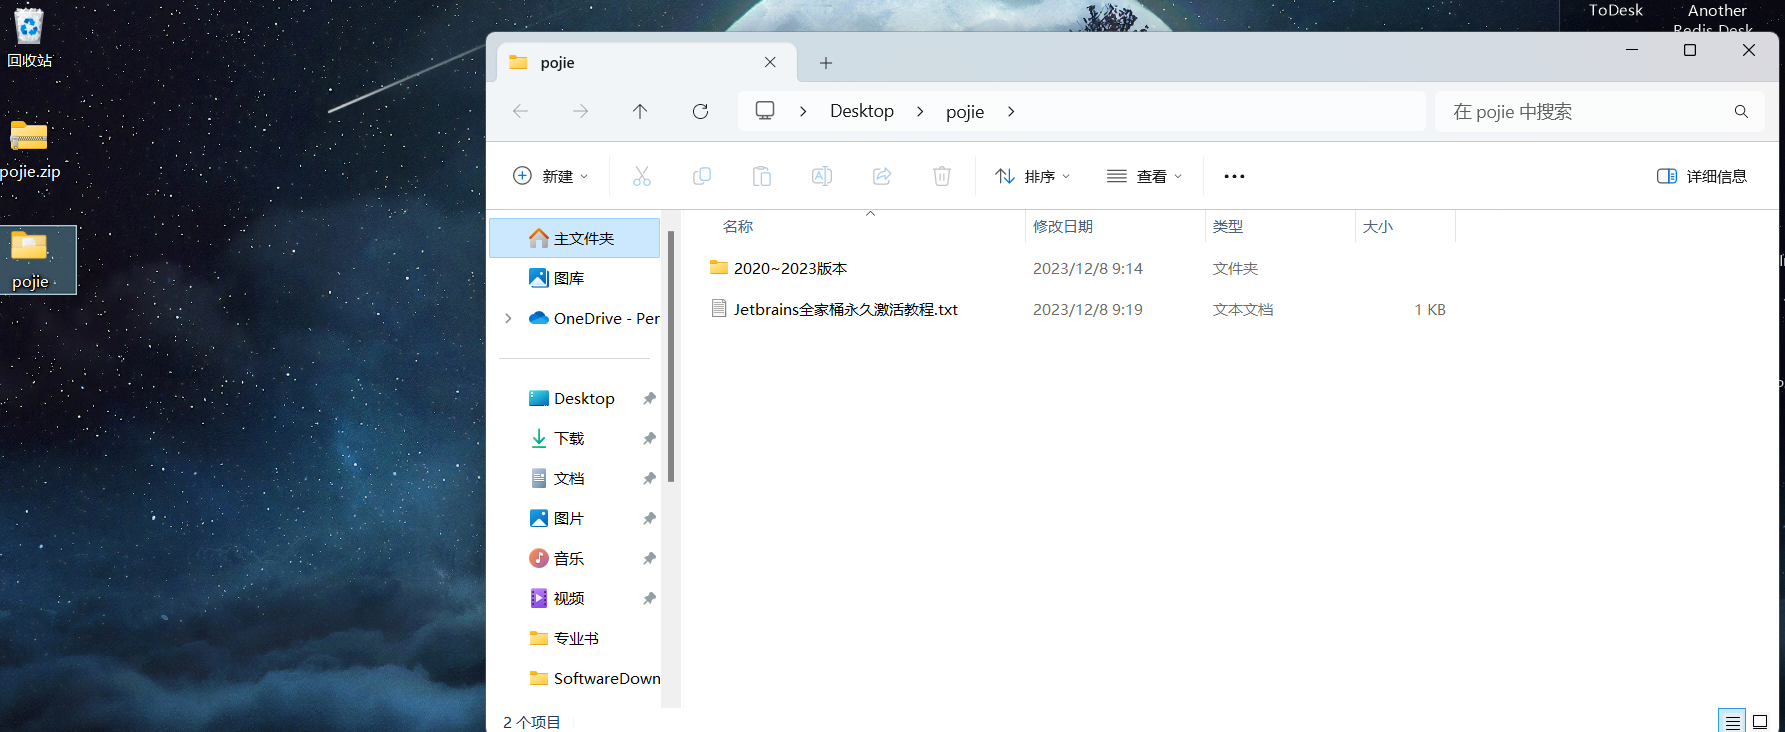 回收站
pojie.zip
pojie
ToDesk
Another
Redis Desk
pojie
Desktop
pojie
在 pojie 中搜索
新建
排序
查看
详细信息
主文件夹
图库
OneDrive - Per
Desktop
下载
文档
图片
音乐
视频
专业书
SoftwareDown
名称
修改日期
类型
大小
2020~2023版本
2023/12/8 9:14
文件夹
Jetbrains全家桶永久激活教程.txt
2023/12/8 9:19
文本文档
1 KB
2 个项目